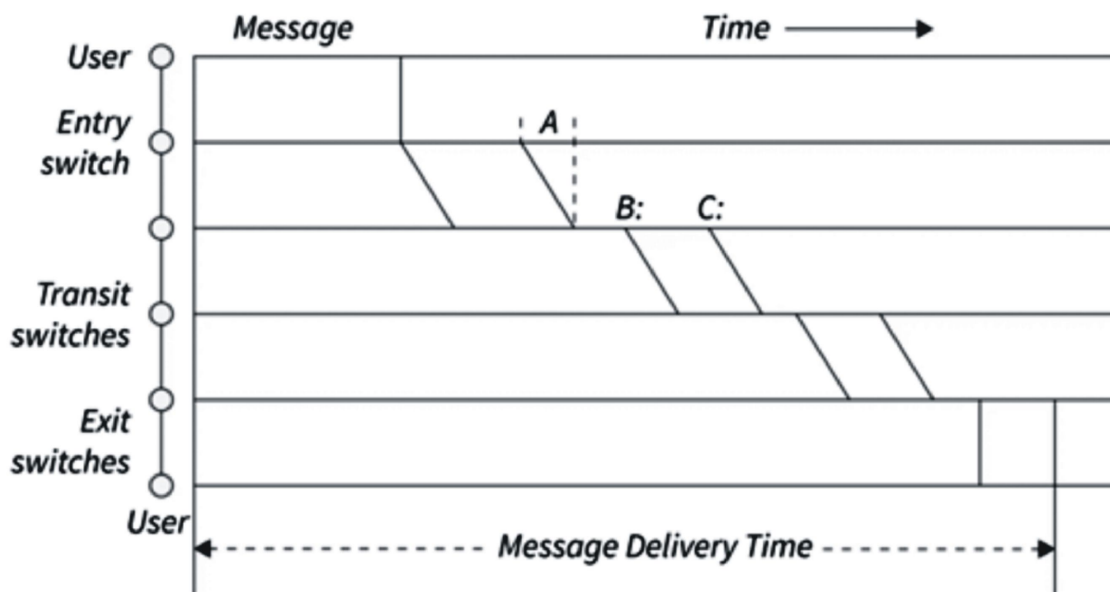 Message
Time
User
Entry
switch
A
B:
C:
Transit
switches
Exit
switches
User
Message Delivery Time